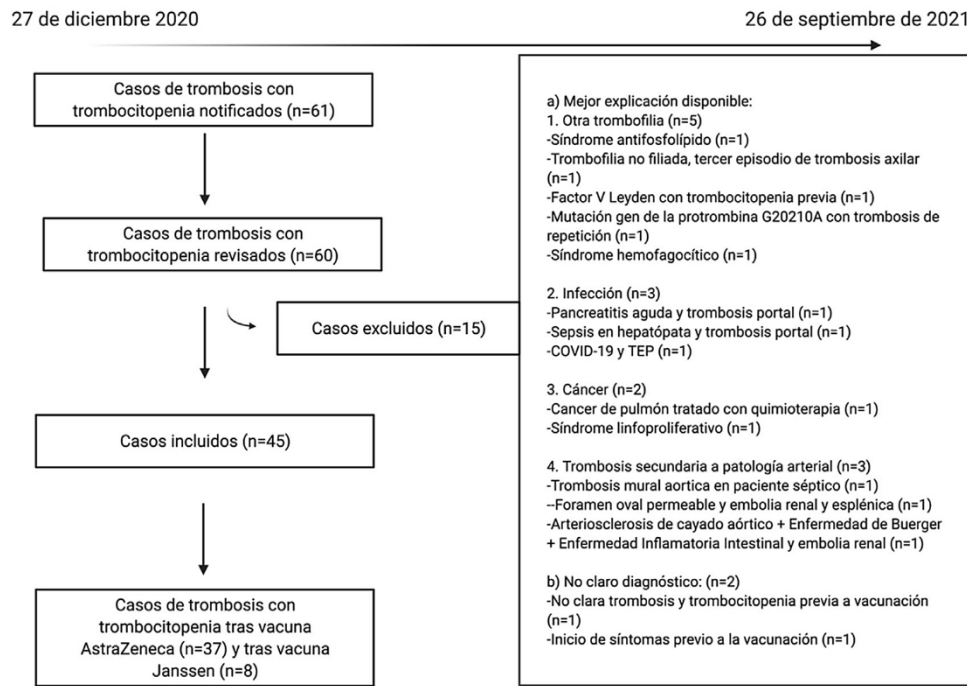 27 de diciembre 2020
26 de septiembre de 2021
Casos de trombosis con
trombocitopenia notificados (n=61)
Casos de trombosis con
trombocitopenia revisados (n=60)
Casos excluidos (n=15)
Casos incluidos (n=45)
Casos de trombosis con
trombocitopenia tras vacuna
AstraZeneca (n=37) y tras vacuna
Janssen (n=8)
a) Mejor explicación disponible:
1. Otra trombofilia (n=5)
-Síndrome antifosfolípido (n=1)
-Trombofilia no filiada, tercer episodio de trombosis axilar
(n=1)
-Factor V Leyden con trombocitopenia previa (n=1)
-Mutación gen de la protrombina G20210A con trombosis de
repetición (n=1)
-Síndrome hemofagocítico (n=1)
2. Infección (n=3)
-Pancreatitis aguda y trombosis portal (n=1)
-Sepsis en hepatópata y trombosis portal (n=1)
-COVID-19 y TEP (n=1)
3. Cáncer (n=2)
-Cancer de pulmón tratado con quimioterapia (n=1)
-Síndrome linfoproliferativo (n=1)
4. Trombosis secundaria a patología arterial (n=3)
-Trombosis mural aortica en paciente séptico (n=1)
--Foramen oval permeable y embolia renal y esplénica (n=1)
-Arteriosclerosis de cayado aórtico + Enfermedad de Buerger
+ Enfermedad Inflamatoria Intestinal y embolia renal (n=1)
b) No claro diagnóstico: (n=2)
-No clara trombosis y trombocitopenia previa a vacunación
(n=1)
-Inicio de síntomas previo a la vacunación (n=1)